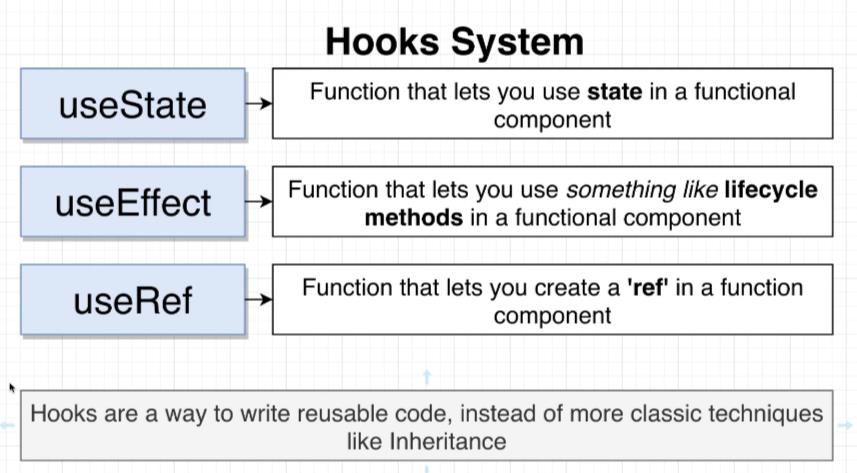 Hooks System
useState
Function that lets you use state in a functional
component
useEffect
Function that lets you use something like lifecycle
methods in a functional component
useRef
Function that lets you create a 'ref' in a function
component
Hooks are a way to write reusable code, instead of more classic techniques
like Inheritance